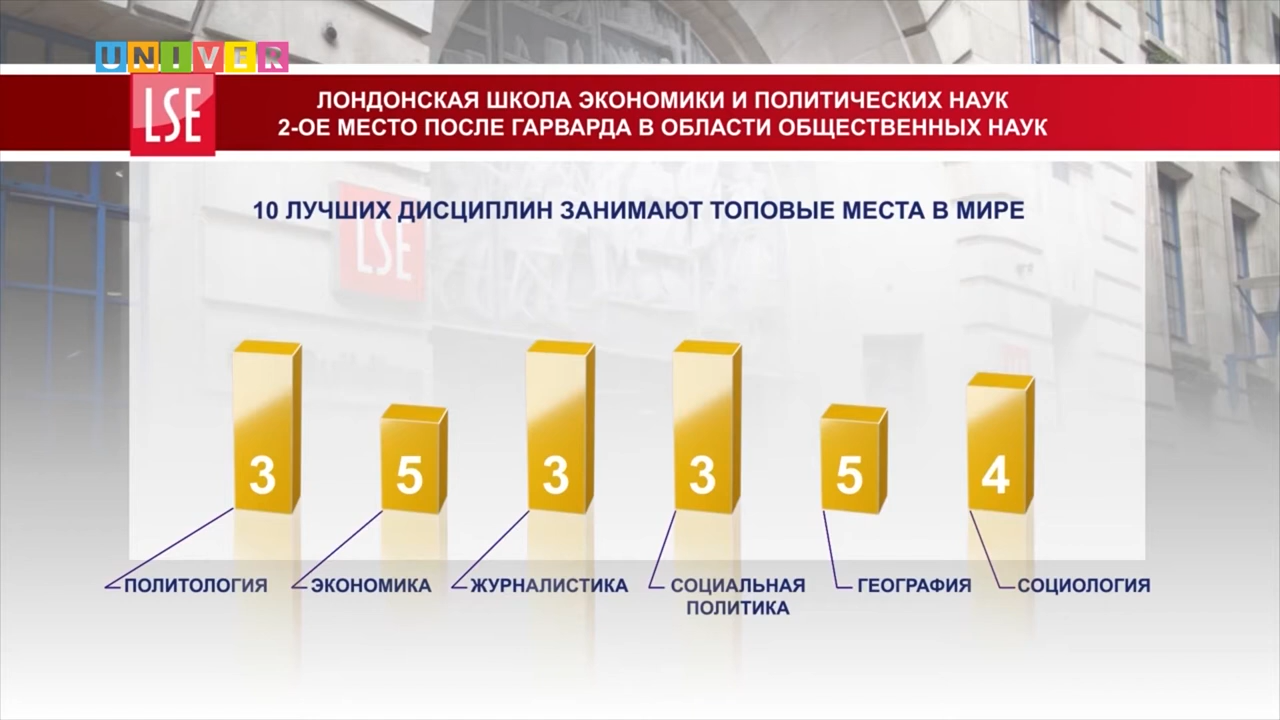 UNIVER
LSE
ЛОНДОНСКАЯ ШКОЛА ЭКОНОМИКИ И ПОЛИТИЧЕСКИХ НАУК
2-ОЕ МЕСТО ПОСЛЕ ГАРВАРДА В ОБЛАСТИ ОБЩЕСТВЕННЫХ НАУК
10 ЛУЧШИХ ДИСЦИПЛИН ЗАНИМАЮТ ТОПОВЫЕ МЕСТА В МИРЕ
LSE
3 5 3 3 5 4
ПОЛИТОЛОГИЯ ЭКОНОМИКА ЖУРНАЛИСТИКА СОЦИАЛЬНАЯ ГЕОГРАФИЯ СОЦИОЛОГИЯ
ПОЛИТИКА